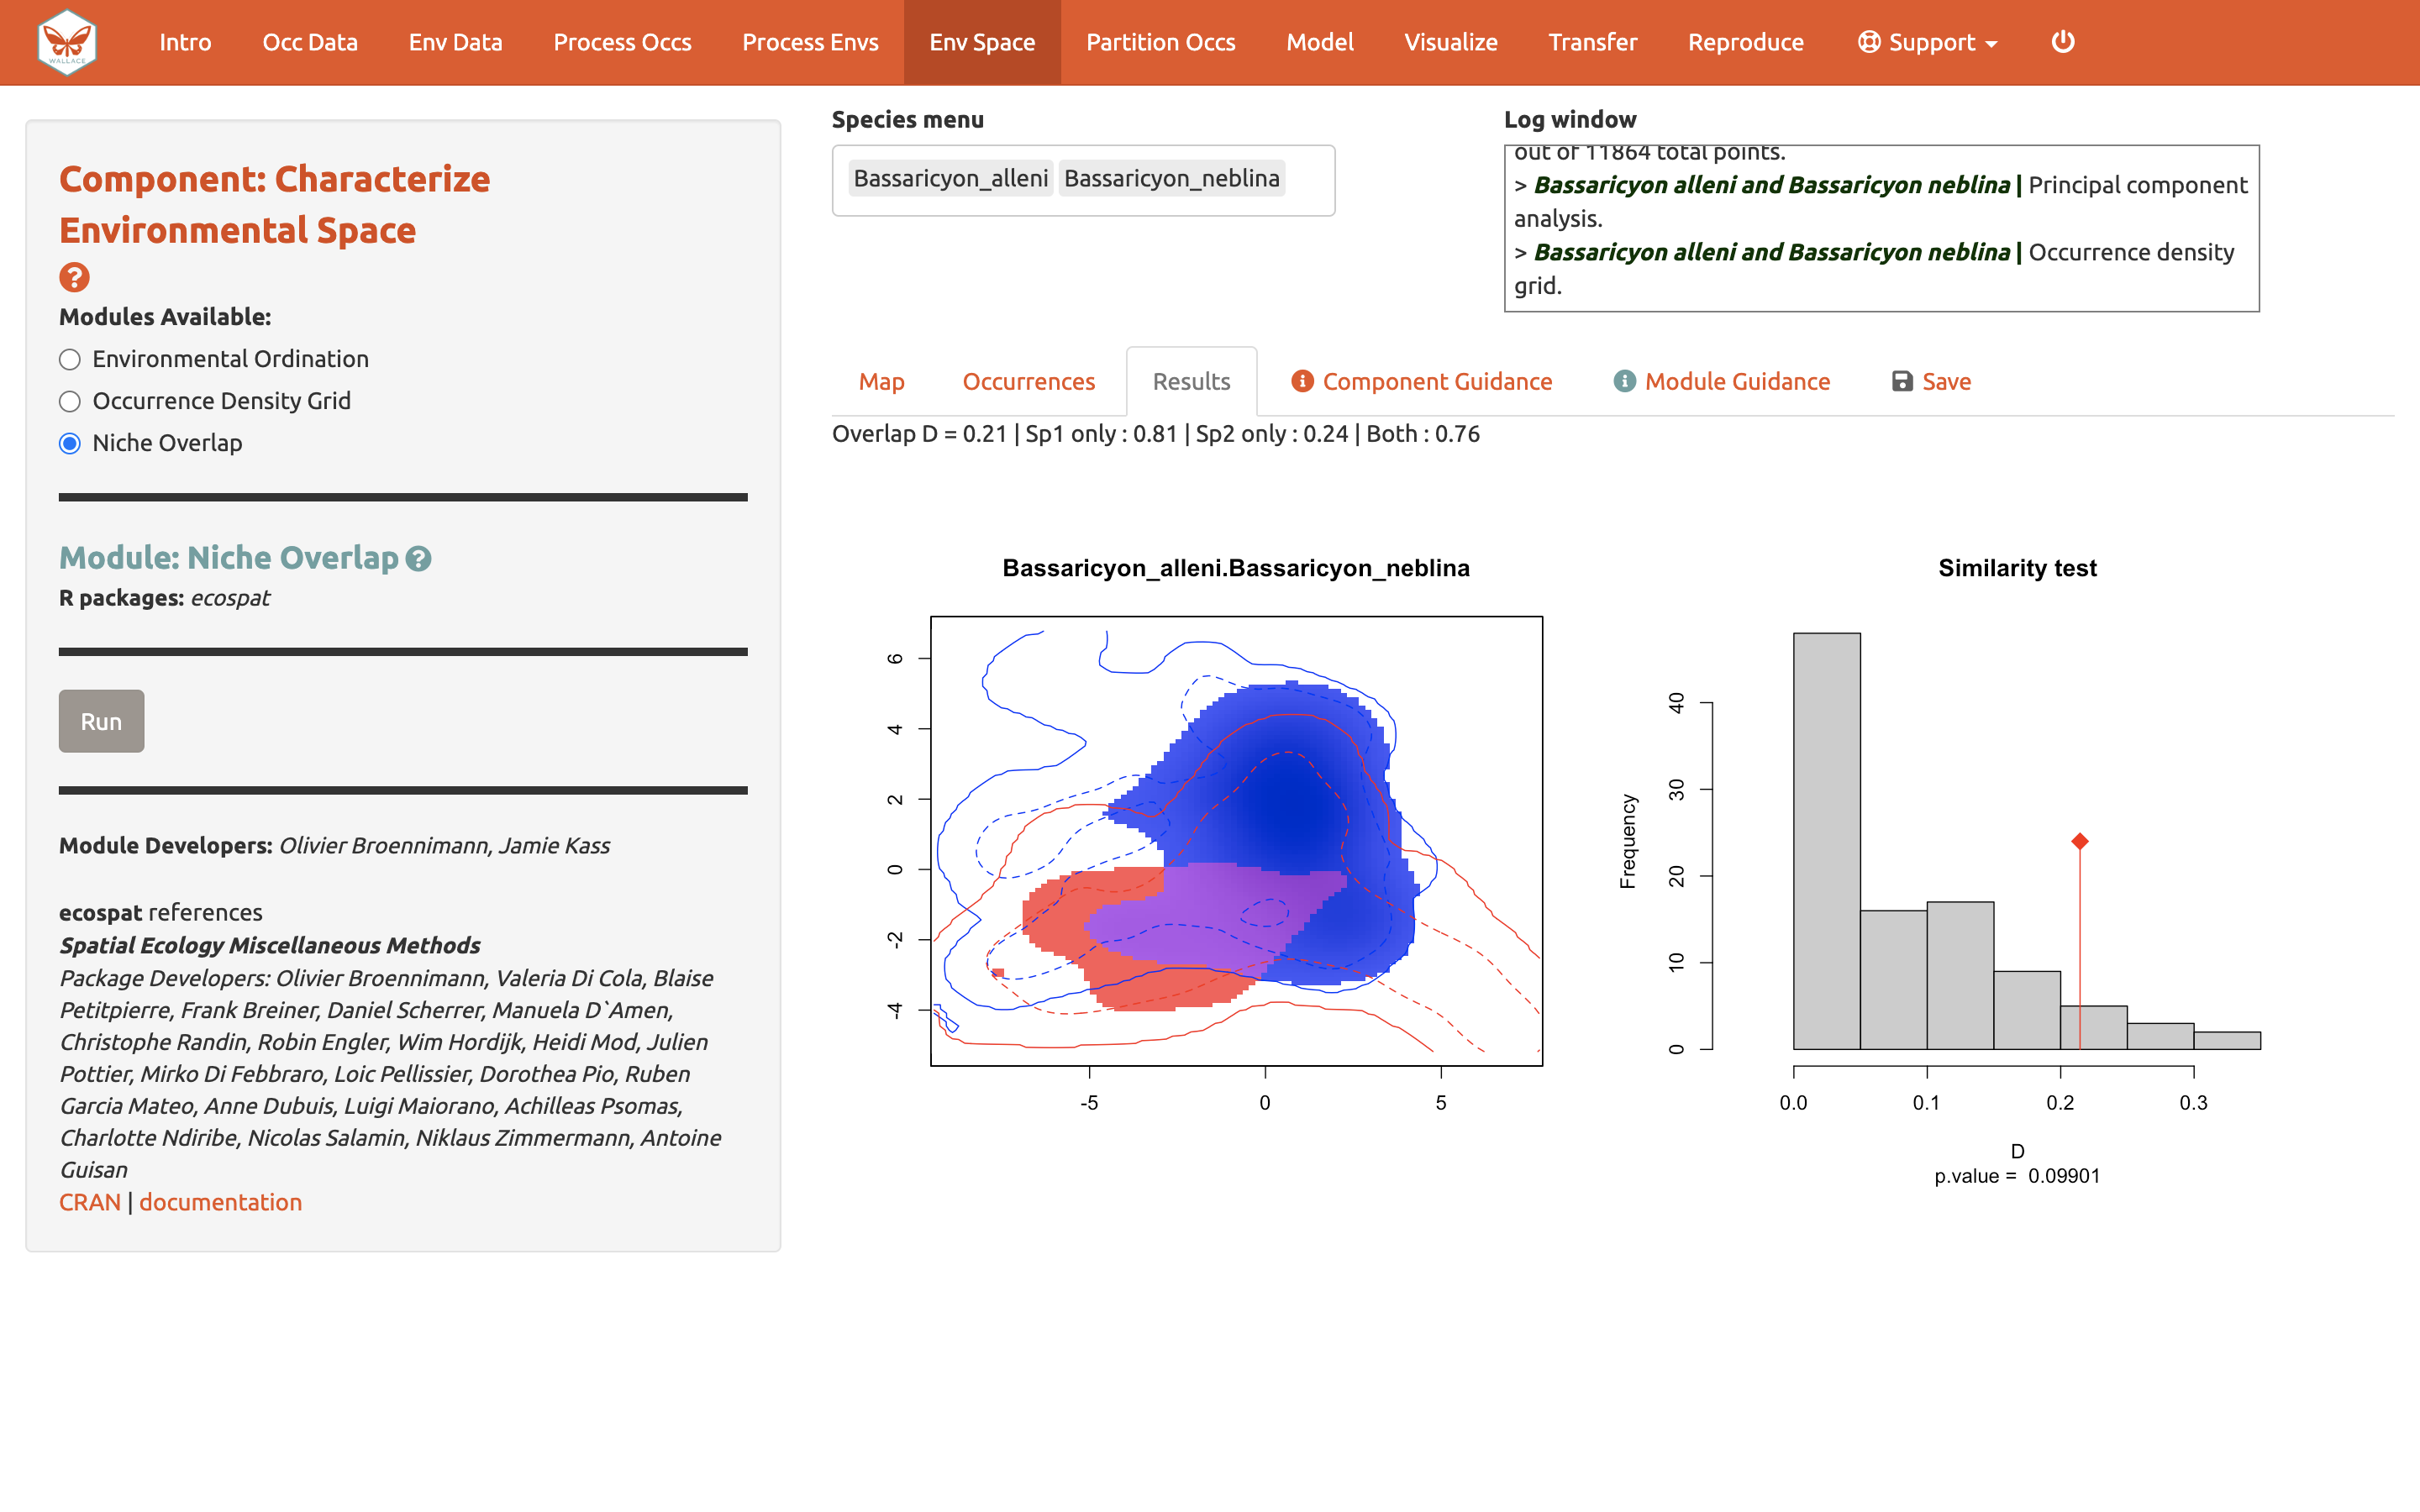 WALLACE
Intro
Occ Data
Env Data
Process Occs
Process Envs
Env Space
Partition Occs
Model
Visualize
Transfer
Reproduce
Support
Component: Characterize
Environmental Space
Modules Available:
Environmental Ordination
Occurrence Density Grid
Niche Overlap
Module: Niche Overlap
R packages: ecospat
Run
Module Developers: Olivier Broennimann, Jamie Kass
ecospat references
Spatial Ecology Miscellaneous Methods
Package Developers: Olivier Broennimann, Valeria Di Cola, Blaise
Petitpierre, Frank Breiner, Daniel Scherrer, Manuela D`Amen,
Christophe Randin, Robin Engler, Wim Hordijk, Heidi Mod, Julien
Pottier, Mirko Di Febbraro, Loic Pellissier, Dorothea Pio, Ruben
Garcia Mateo, Anne Dubuis, Luigi Maiorano, Achilleas Psomas,
Charlotte Ndiribe, Nicolas Salamin, Niklaus Zimmermann, Antoine
Guisan
CRAN | documentation
Species menu
Bassaricyon_alleni Bassaricyon_neblina
Log window
out of 11864 total points.
> Bassaricyon alleni and Bassaricyon neblina | Principal component
analysis.
> Bassaricyon alleni and Bassaricyon neblina | Occurrence density
grid.
Map
Occurrences
Results
Component Guidance
Module Guidance
Save
Overlap D = 0.21 | Sp1 only : 0.81 | Sp2 only : 0.24 | Both : 0.76
Bassaricyon_alleni.Bassaricyon_neblina
6
4
2
0
-2
-4
-5
0
5
Similarity test
Frequency
40
30
20
10
0
0.0
0.1
0.2
0.3
D
p.value = 0.09901